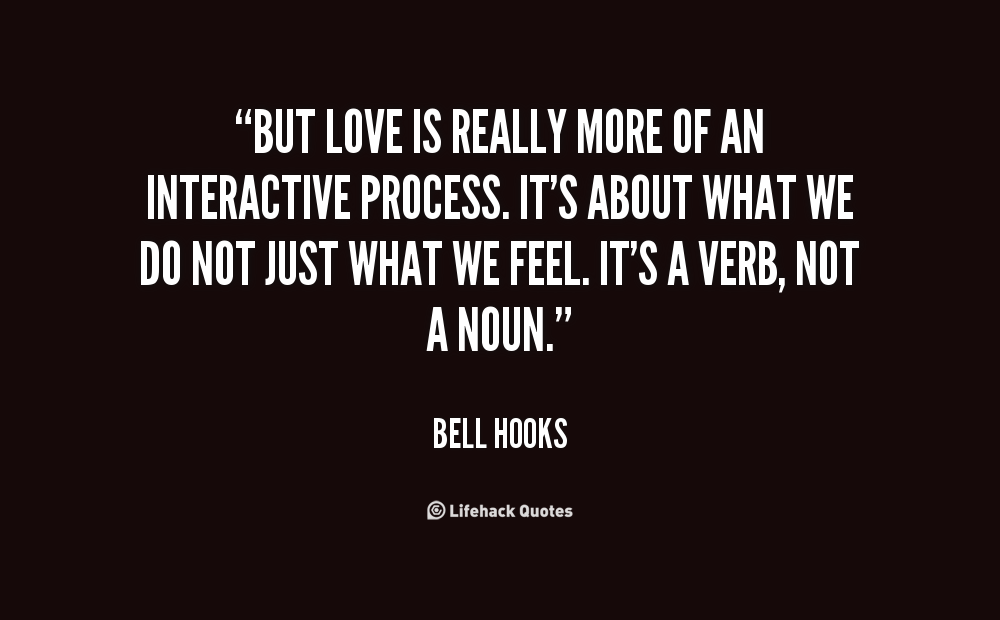 “BUT LOVE IS REALLY MORE OF AN
INTERACTIVE PROCESS. IT’S ABOUT WHAT WE
DO NOT JUST WHAT WE FEEL. IT’S A VERB, NOT
A NOUN.”
BELL HOOKS
Lifehack Quotes